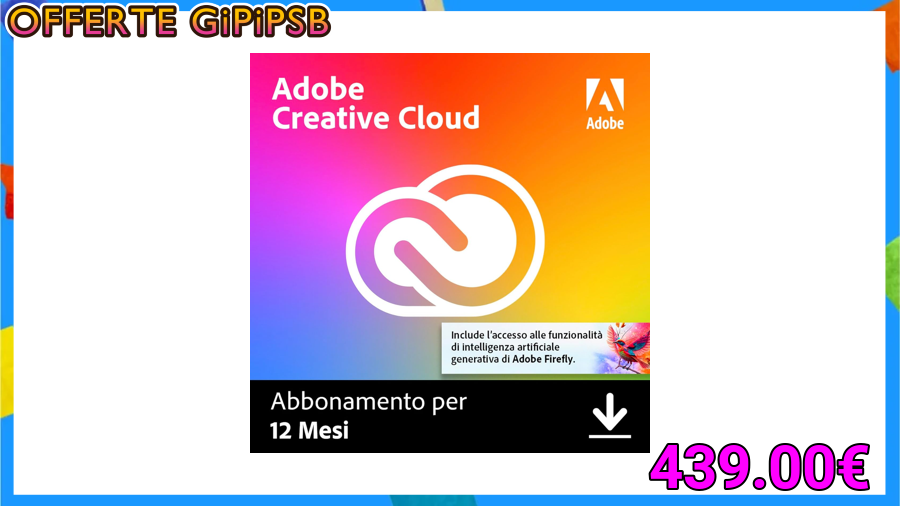 OFFERTE GiPiPSB
Adobe
Creative Cloud
Adobe
Include l'accesso alle funzionalità
di intelligenza artificiale
generativa di Adobe Firefly.
Abbonamento per
12 Mesi
439.00€